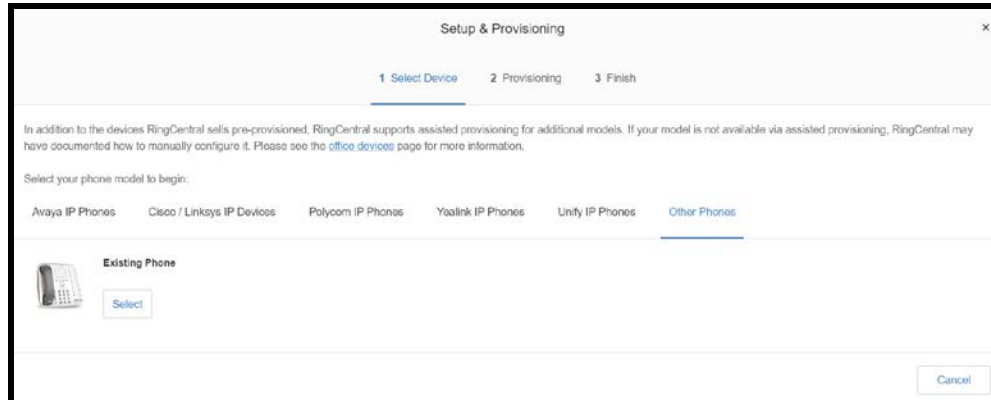 Setup & Provisioning
×
1 Select Device 2 Provisioning 3 Finish
In addition to the devices RingCentral sells pre-provisioned, RingCentral supports assisted provisioning for additional models. If your model is not available via assisted provisioning, RingCentral may
have documented how to manually configure it. Please see the office devices page for more information.
Select your phone model to begin:
Avaya IP Phones Cisco / Linksys IP Devices Polycom IP Phones Yealink IP Phones Unify IP Phones Other Phones
Existing Phone
Select
Cancel